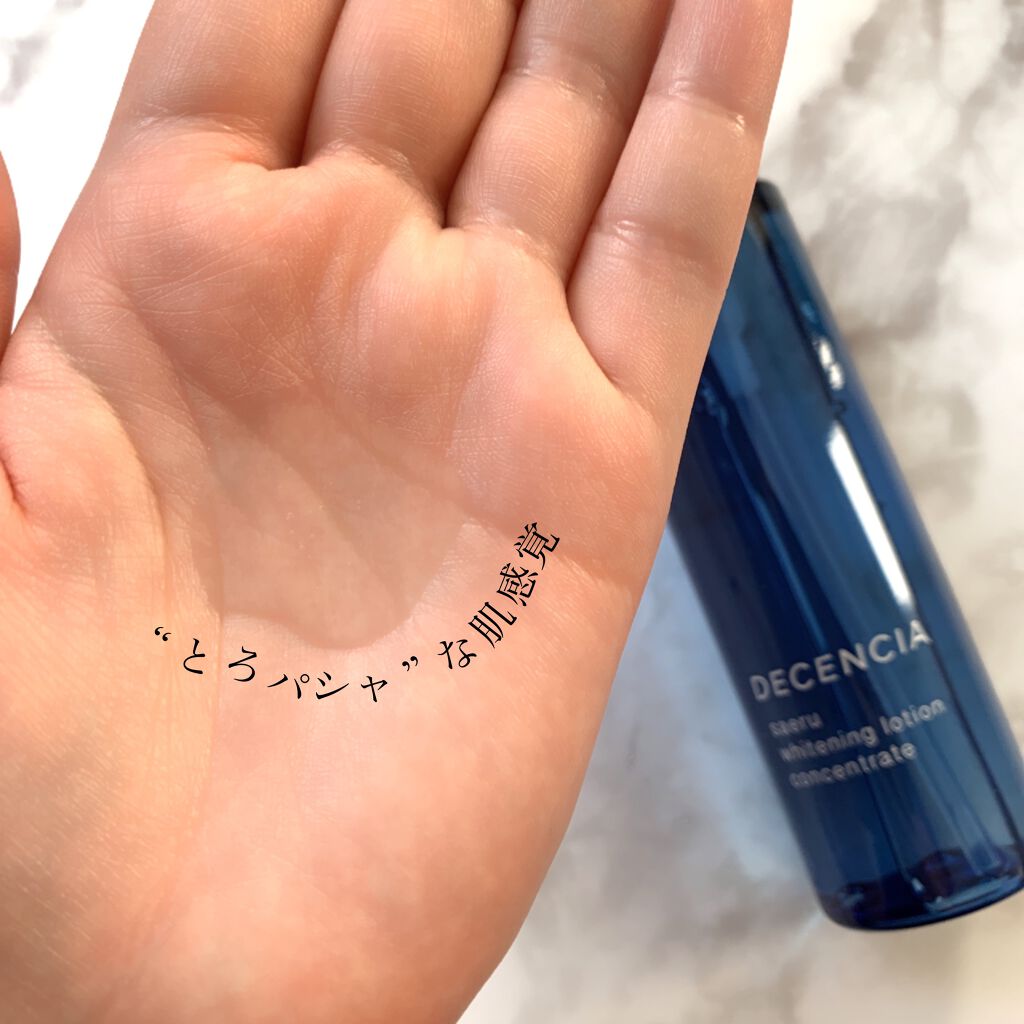 “とろパシャ”な肌感覚
DECENCIA
saeru
whitening lotion
concentrate